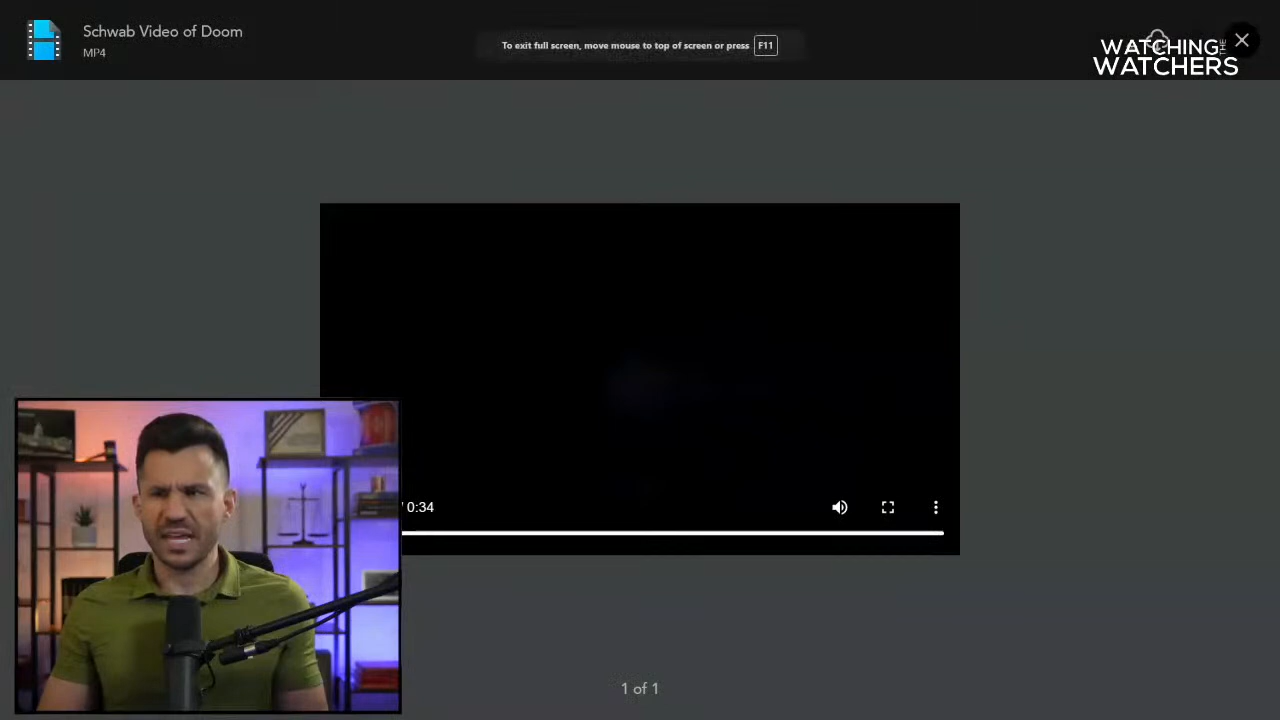 Schwab Video of Doom
MP4
To exit full screen, move mouse to top of screen or press F11
WATCHING THE
WATCHERS
/ 0:34
1 of 1